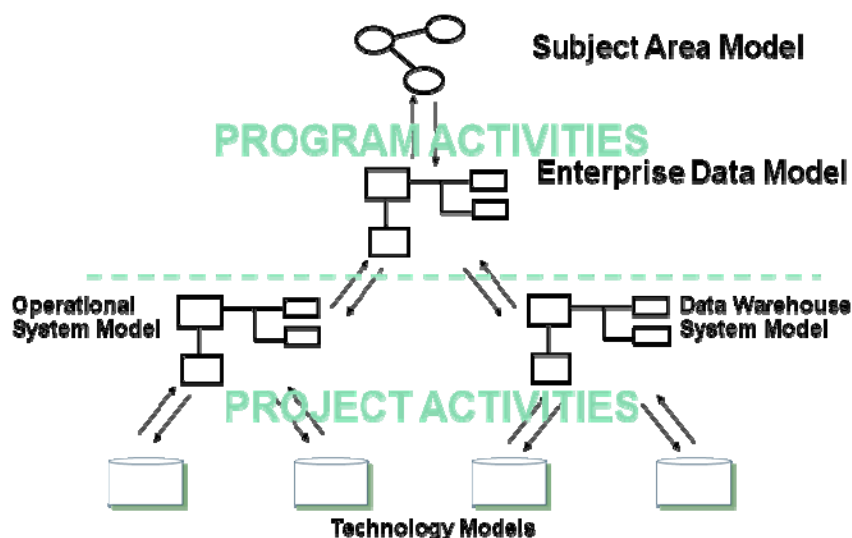 Subject Area Model
PROGRAM ACTIVITIES
Enterprise Data Model
Operational
System Model
Data Warehouse
System Model
PROJECT ACTIVITIES
Technology Models